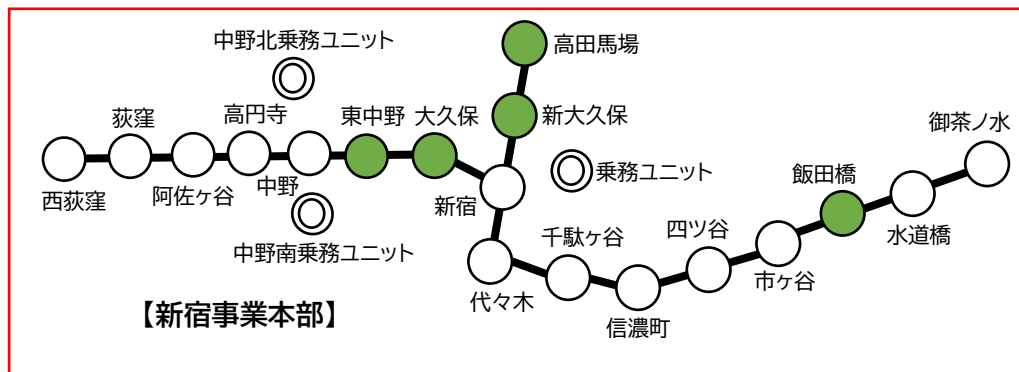 中野北乗務ユニット
高田馬場
荻窪
高円寺
東中野
大久保
新大久保
御茶ノ水
西荻窪
阿佐ヶ谷
中野
新宿
乗務ユニット
飯田橋
中野南乗務ユニット
千駄ヶ谷
四ツ谷
水道橋
代々木
信濃町
市ヶ谷
【新宿事業本部】